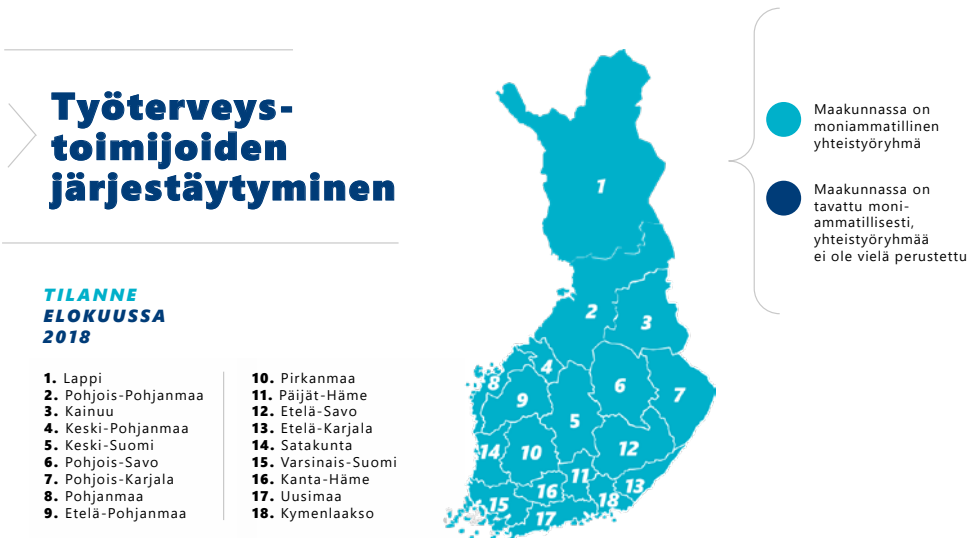 Työterveys-
toimijoiden
järjestäytyminen
TILANNE
ELOKUUSSA
2018
1. Lappi
2. Pohjois-Pohjanmaa
3. Kainuu
4. Keski-Pohjanmaa
5. Keski-Suomi
6. Pohjois-Savo
7. Pohjois-Karjala
8. Pohjanmaa
9. Etelä-Pohjanmaa
10. Pirkanmaa
11. Päijät-Häme
12. Etelä-Savo
13. Etelä-Karjala
14. Satakunta
15. Varsinais-Suomi
16. Kanta-Häme
17. Uusimaa
18. Kymenlaakso
1
2
3
4
8
6
7
9
5
12
14
10
11
13
16
18
15
17
Maakunnassa on
moniammatillinen
yhteistyöryhmä
Maakunnassa on
tavattu moni-
ammatillisesti,
yhteistyöryhmää
ei ole vielä perustettu